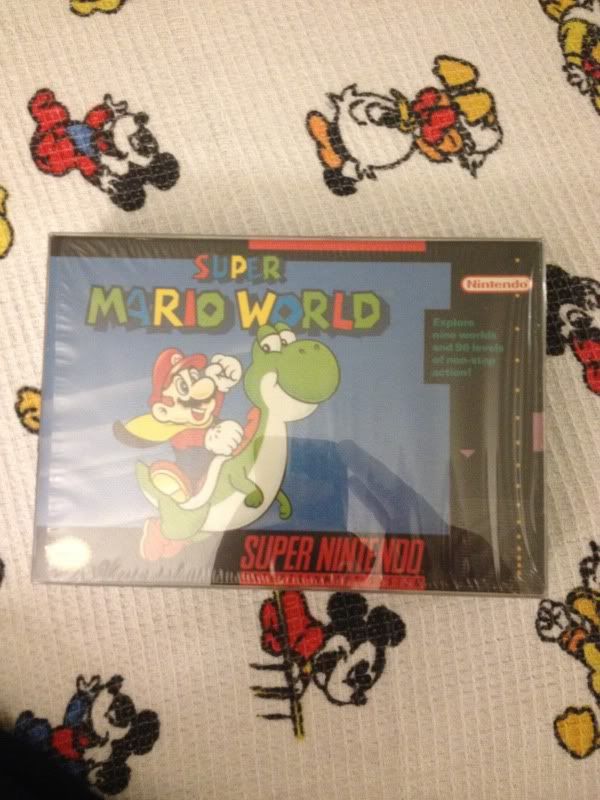 SUPER
MARIO WORLD
Nintendo
Explore
nine worlds
and 96 levels
of non-stop
action!
SUPER NINTENDO